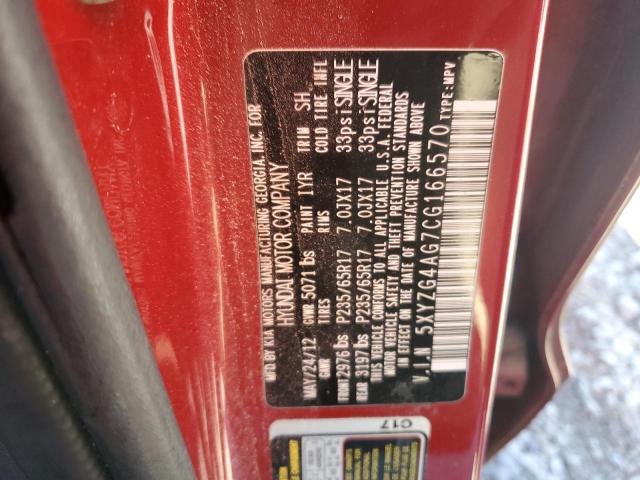 MFD.BY KIA MOTORS MANUFACTURING GEORGIA, INC. FOR
HYUNDAI MOTOR COMPANY
MAY/24/12 GVWR 5071 lbs PAINT 1YR TRIM SH
GAWR TIRES RIMS COLD TIRE INFL
FRONT 2976 lbs P235/65R17 7.0JX17 33psi SINGLE
REAR 3197 lbs P235/65R17 7.0JX17 33psi SINGLE
THIS VEHICLE CONFORMS TO ALL APPLICABLE U.S.A. FEDERAL
MOTOR VEHICLE SAFETY AND THEFT PREVENTION STANDARDS
IN EFFECT ON THE DATE OF MANUFACTURE SHOWN ABOVE
V.I.N 5XYZG4AG7CG166570 TYPE:MPV
C17